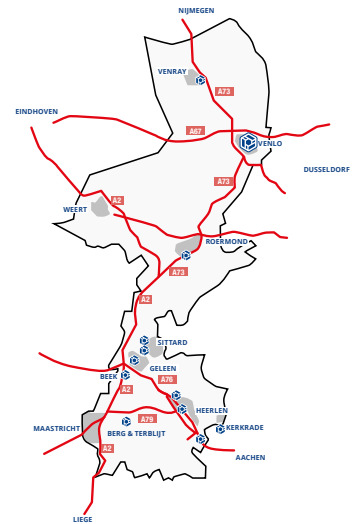 NIJMEGEN
VENRAY
A73
EINDHOVEN
A67
VENLO
DUSSELDORF
A73
A2
WEERT
ROERMOND
A73
A2
SITTARD
GELEEN
BEEK
A76
A2
HEERLEN
A79
KERKRADE
MAASTRICHT
BERG & TERBLIJT
A2
AACHEN
LIEGE